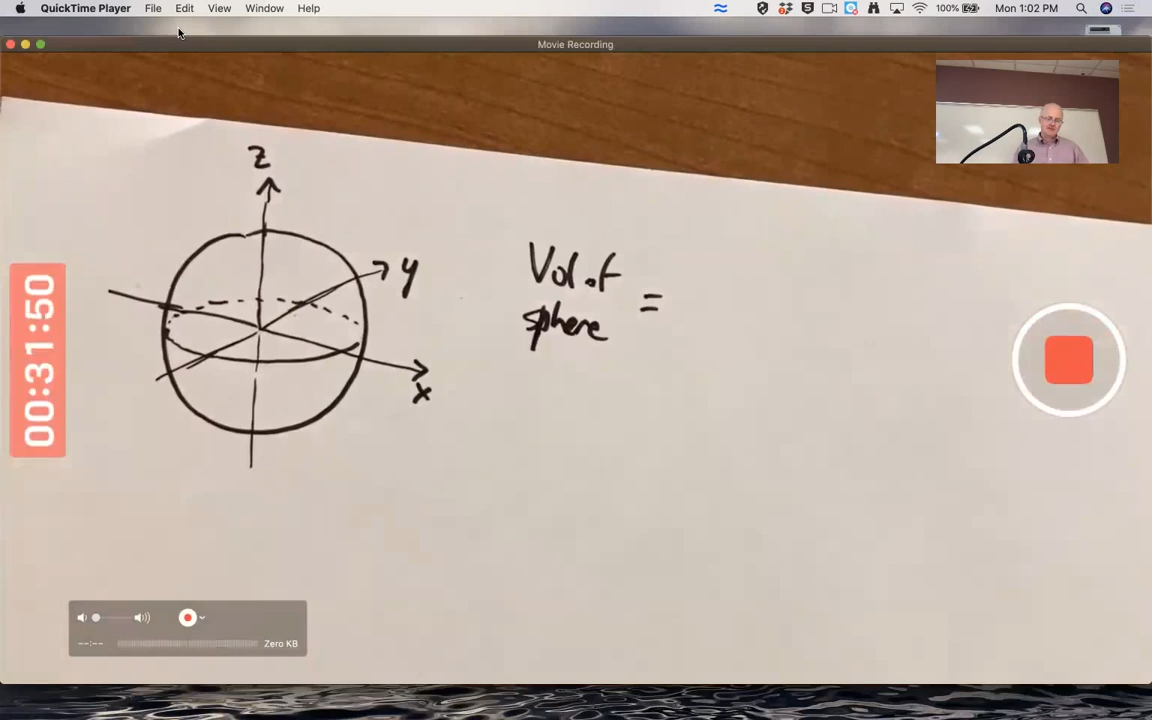 QuickTime Player File Edit View Window Help 100% Mon 1:02 PM
Movie Recording
z
y
x
Vol. of
sphere =
00:31:50
--:-- Zero KB